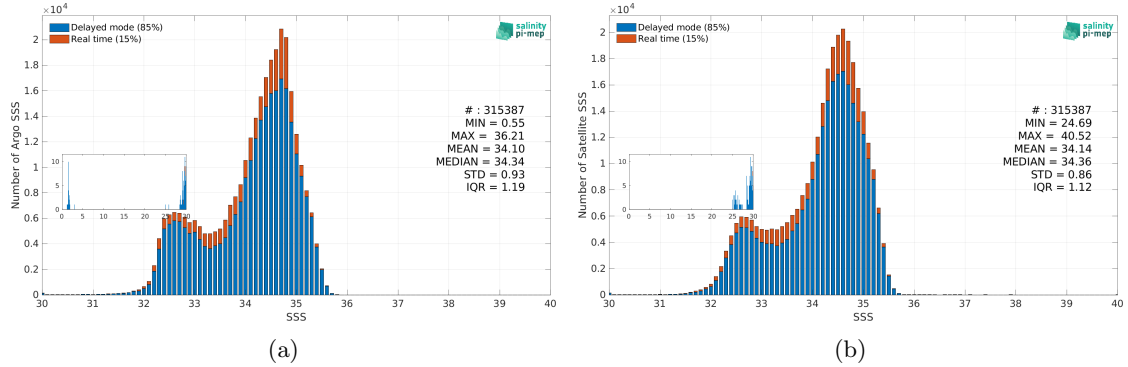 ×10⁴
Delayed mode (85%)
Real time (15%)
salinity
pi-mep
Number of Argo SSS
2
1.8
1.6
1.4
1.2
1
0.8
0.6
0.4
0.2
0
# : 315387
MIN = 0.55
MAX = 36.21
MEAN = 34.10
MEDIAN = 34.34
STD = 0.93
IQR = 1.19
10
5
0
0 5 10 15 20 25 30
30 31 32 33 34 35 36 37 38 39 40
SSS
(a)
×10⁴
Delayed mode (85%)
Real time (15%)
salinity
pi-mep
Number of Satellite SSS
2
1.8
1.6
1.4
1.2
1
0.8
0.6
0.4
0.2
0
# : 315387
MIN = 24.69
MAX = 40.52
MEAN = 34.14
MEDIAN = 34.36
STD = 0.86
IQR = 1.12
10
5
0
0 5 10 15 20 25 30
30 31 32 33 34 35 36 37 38 39 40
SSS
(b)